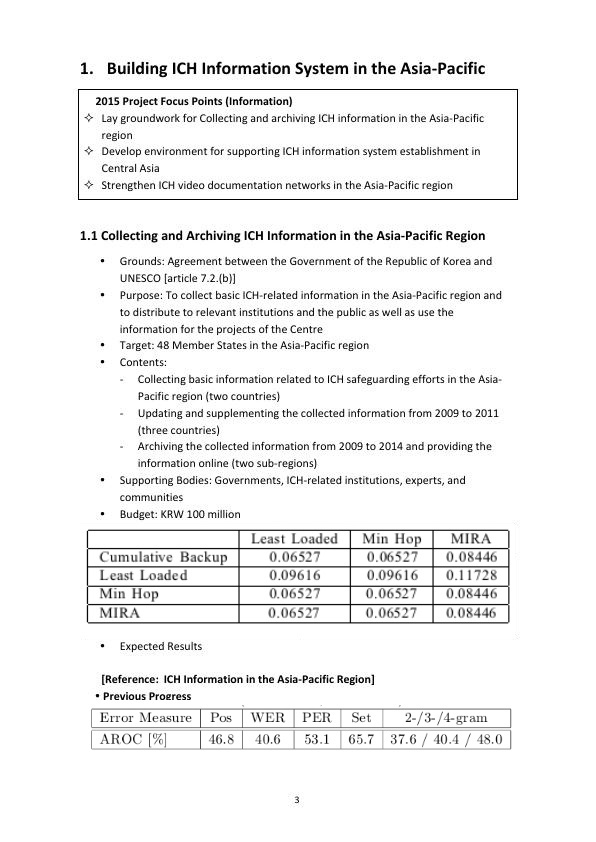 1. Building ICH Information System in the Asia-Pacific
2015 Project Focus Points (Information)
✧ Lay groundwork for Collecting and archiving ICH information in the Asia-Pacific
region
✧ Develop environment for supporting ICH information system establishment in
Central Asia
✧ Strengthen ICH video documentation networks in the Asia-Pacific region
1.1 Collecting and Archiving ICH Information in the Asia-Pacific Region
• Grounds: Agreement between the Government of the Republic of Korea and
UNESCO [article 7.2.(b)]
• Purpose: To collect basic ICH-related information in the Asia-Pacific region and
to distribute to relevant institutions and the public as well as use the
information for the projects of the Centre
• Target: 48 Member States in the Asia-Pacific region
• Contents:
- Collecting basic information related to ICH safeguarding efforts in the Asia-
Pacific region (two countries)
- Updating and supplementing the collected information from 2009 to 2011
(three countries)
- Archiving the collected information from 2009 to 2014 and providing the
information online (two sub-regions)
• Supporting Bodies: Governments, ICH-related institutions, experts, and
communities
• Budget: KRW 100 million
Least Loaded Min Hop MIRA
Cumulative Backup 0.06527 0.06527 0.08446
Least Loaded 0.09616 0.09616 0.11728
Min Hop 0.06527 0.06527 0.08446
MIRA 0.06527 0.06527 0.08446
• Expected Results
[Reference: ICH Information in the Asia-Pacific Region]
• Previous Progress
Error Measure Pos WER PER Set 2-/3-/4-gram
AROC [%] 46.8 40.6 53.1 65.7 37.6 / 40.4 / 48.0
3